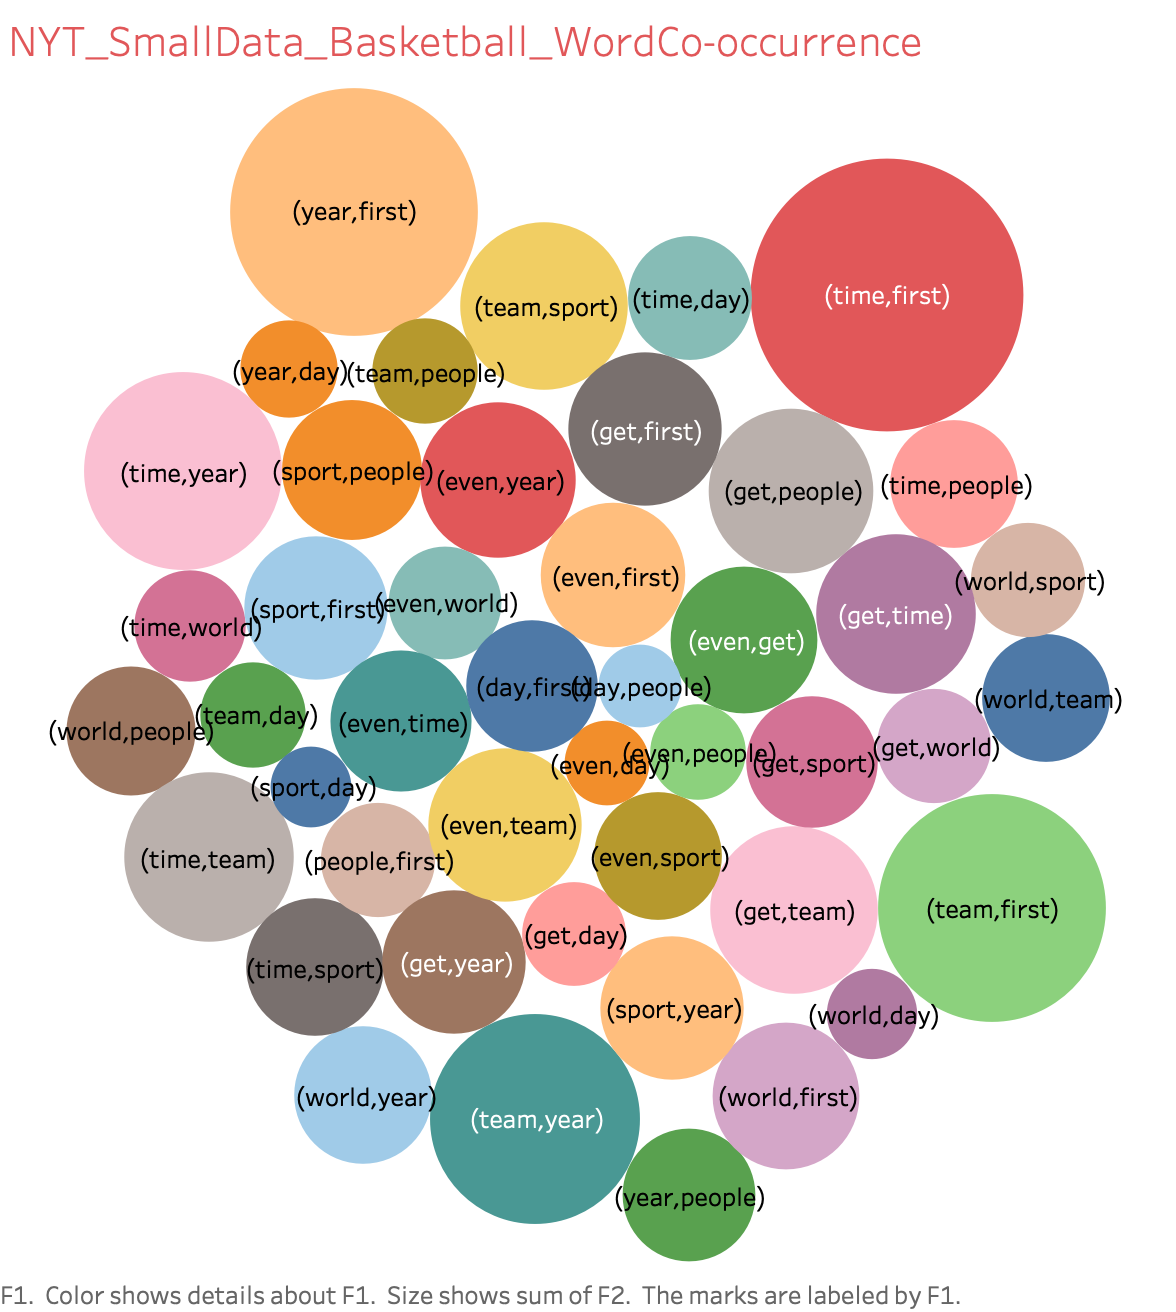 NYT_SmallData_Basketball_WordCo-occurrence
(year,first)
(time,first)
(team,sport)
(time,day)
(year,day)
(team,people)
(get,first)
(time,year)
(sport,people)
(even,year)
(get,people)
(time,people)
(even,first)
(world,sport)
(sport,first)
(even,world)
(time,world)
(get,time)
(even,get)
(day,first)
(day,people)
(world,team)
(world,people)
(team,day)
(even,time)
(even,people)
(get,world)
(even,day)
(get,sport)
(sport,day)
(even,team)
(time,team)
(people,first)
(even,sport)
(get,team)
(team,first)
(get,day)
(time,sport)
(get,year)
(sport,year)
(world,day)
(world,year)
(team,year)
(world,first)
(year,people)
F1.  Color shows details about F1.  Size shows sum of F2.  The marks are labeled by F1.